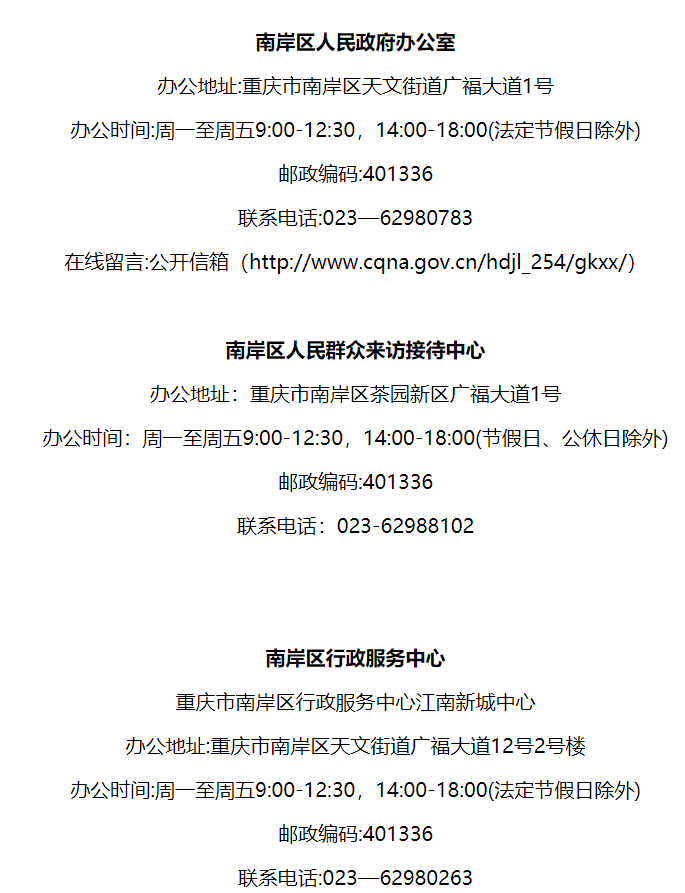 南岸区人民政府办公室
办公地址:重庆市南岸区天文街道广福大道1号
办公时间:周一至周五9:00-12:30，14:00-18:00(法定节假日除外)
邮政编码:401336
联系电话:023—62980783
在线留言:公开信箱（http://www.cqna.gov.cn/hdjl_254/gkxx/）
南岸区人民群众来访接待中心
办公地址：重庆市南岸区茶园新区广福大道1号
办公时间：周一至周五9:00-12:30，14:00-18:00(节假日、公休日除外)
邮政编码:401336
联系电话：023-62988102
南岸区行政服务中心
重庆市南岸区行政服务中心江南新城中心
办公地址:重庆市南岸区天文街道广福大道12号2号楼
办公时间:周一至周五9:00-12:30，14:00-18:00(法定节假日除外)
邮政编码:401336
联系电话:023—62980263